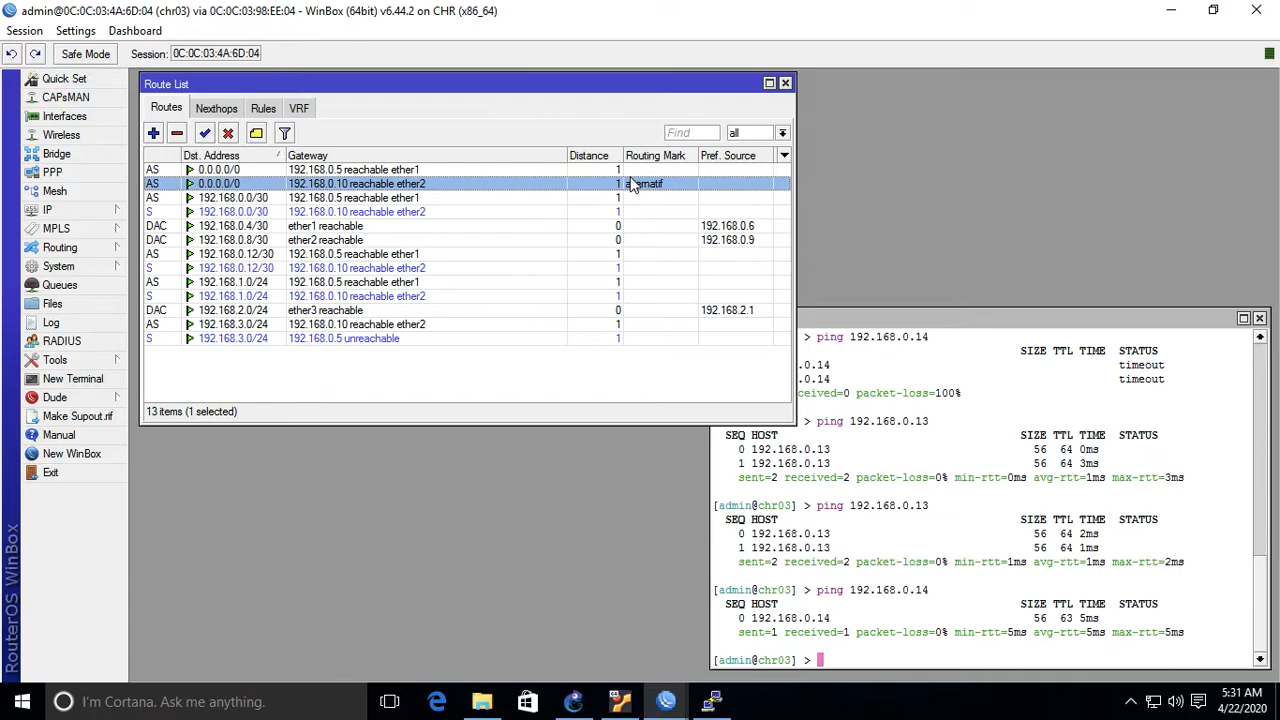 admin@0C:0C:03:4A:6D:04 (chr03) via 0C:0C:03:98:EE:04 - WinBox (64bit) v6.44.2 on CHR (x86_64)
Session Settings Dashboard
Safe Mode Session: 0C:0C:03:4A:6D:04
Quick Set
CAPsMAN
Interfaces
Wireless
Bridge
PPP
Mesh
IP
MPLS
Routing
System
Queues
Files
Log
RADIUS
Tools
New Terminal
Dude
Make Supout.rif
Manual
New WinBox
Exit
RouterOS WinBox
Route List
Routes Nexthops Rules VRF
Find all
Dst. Address Gateway Distance Routing Mark Pref. Source
AS 0.0.0.0/0 192.168.0.5 reachable ether1 1
AS 0.0.0.0/0 192.168.0.10 reachable ether2 1
AS 192.168.0.0/30 192.168.0.5 reachable ether1 1
S 192.168.0.0/30 192.168.0.10 reachable ether2 1
DAC 192.168.0.4/30 ether1 reachable 0 192.168.0.6
DAC 192.168.0.8/30 ether2 reachable 0 192.168.0.9
AS 192.168.0.12/30 192.168.0.5 reachable ether1 1
S 192.168.0.12/30 192.168.0.10 reachable ether2 1
AS 192.168.1.0/24 192.168.0.5 reachable ether1 1
S 192.168.1.0/24 192.168.0.10 reachable ether2 1
DAC 192.168.2.0/24 ether3 reachable 0 192.168.2.1
AS 192.168.3.0/24 192.168.0.10 reachable ether2 1
S 192.168.3.0/24 192.168.0.5 unreachable 1
13 items (1 selected)
> ping 192.168.0.14
SIZE TTL TIME STATUS
.0.14 timeout
.0.14 timeout
received=0 packet-loss=100%
> ping 192.168.0.13
SEQ HOST SIZE TTL TIME STATUS
0 192.168.0.13 56 64 0ms
1 192.168.0.13 56 64 3ms
sent=2 received=2 packet-loss=0% min-rtt=0ms avg-rtt=1ms max-rtt=3ms
[admin@chr03] > ping 192.168.0.13
SEQ HOST SIZE TTL TIME STATUS
0 192.168.0.13 56 64 2ms
1 192.168.0.13 56 64 1ms
sent=2 received=2 packet-loss=0% min-rtt=1ms avg-rtt=1ms max-rtt=2ms
[admin@chr03] > ping 192.168.0.14
SEQ HOST SIZE TTL TIME STATUS
0 192.168.0.14 56 63 5ms
sent=1 received=1 packet-loss=0% min-rtt=5ms avg-rtt=5ms max-rtt=5ms
[admin@chr03] >
I'm Cortana. Ask me anything.
5:31 AM
4/22/2020